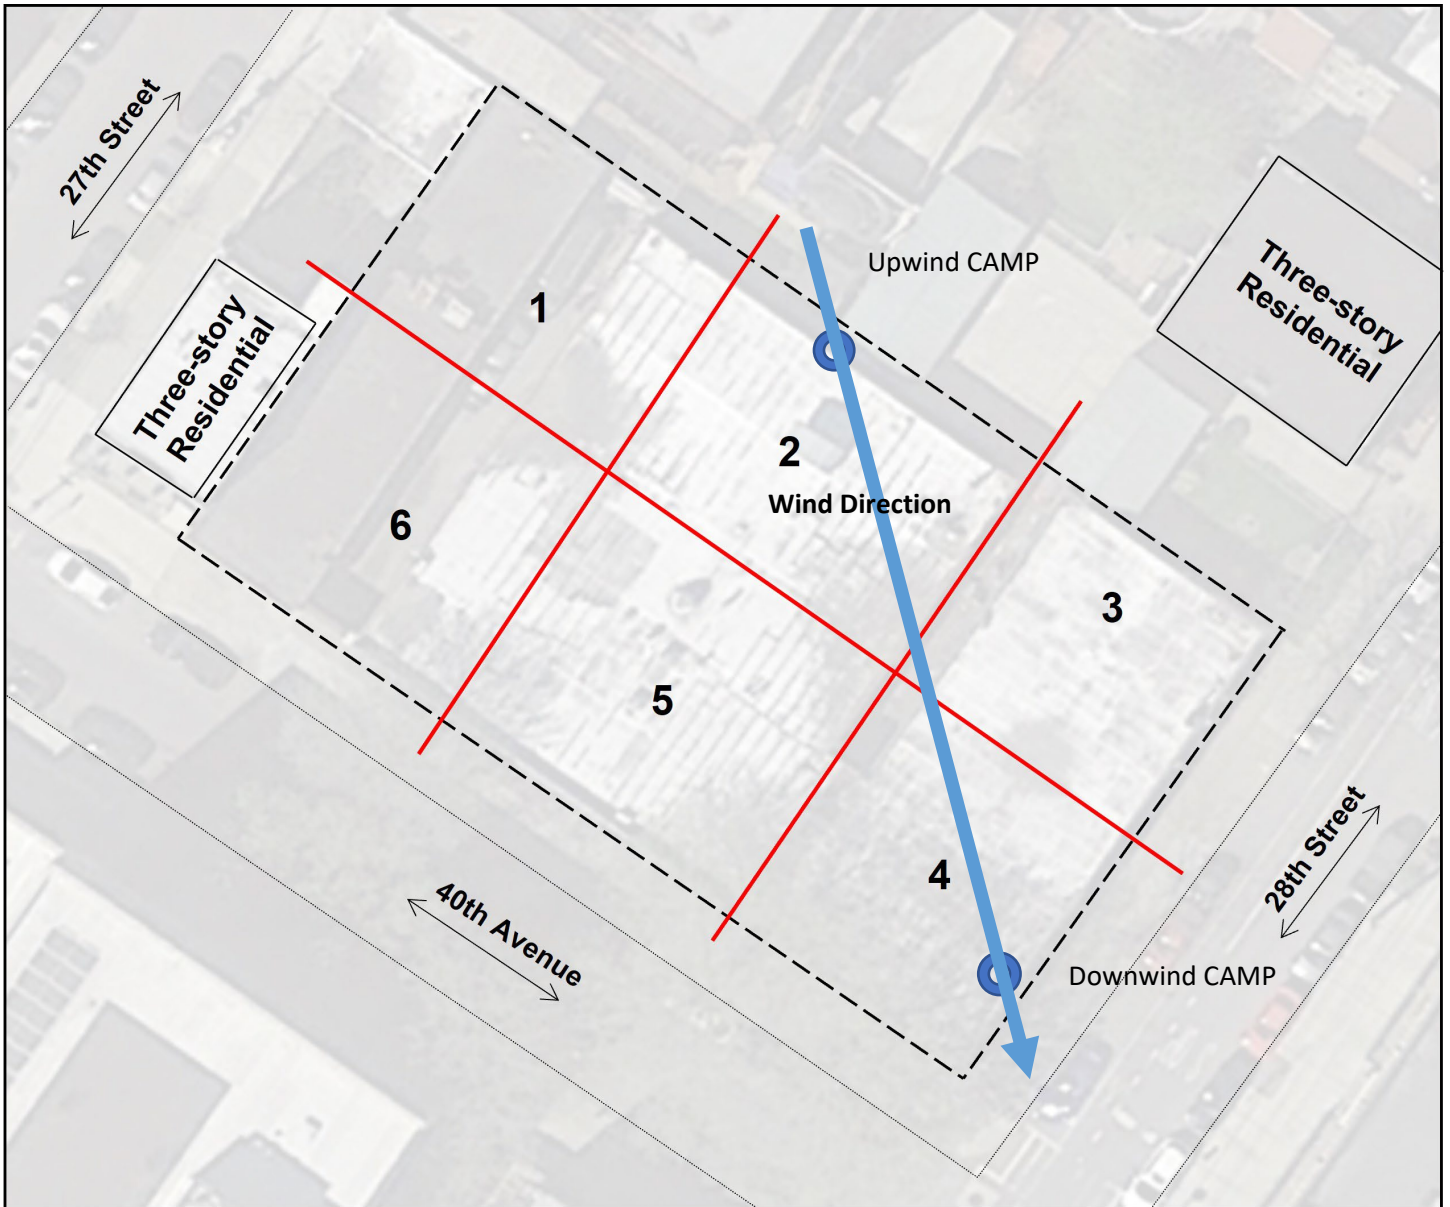 27th Street
Upwind CAMP
Three-story
Residential
1
Three-story
Residential
2
Wind Direction
6
3
5
4
28th Street
40th Avenue
Downwind CAMP